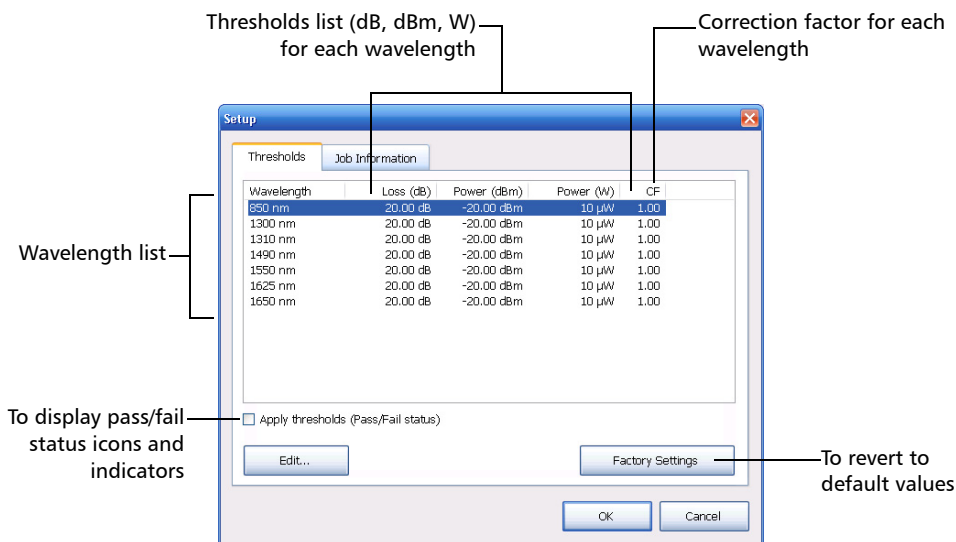 Thresholds list (dB, dBm, W)
for each wavelength
Correction factor for each
wavelength
Setup
Thresholds
Job Information
Wavelength Loss (dB) Power (dBm) Power (W) CF
850 nm 20.00 dB -20.00 dBm 10 µW 1.00
1300 nm 20.00 dB -20.00 dBm 10 µW 1.00
1310 nm 20.00 dB -20.00 dBm 10 µW 1.00
1490 nm 20.00 dB -20.00 dBm 10 µW 1.00
1550 nm 20.00 dB -20.00 dBm 10 µW 1.00
1625 nm 20.00 dB -20.00 dBm 10 µW 1.00
1650 nm 20.00 dB -20.00 dBm 10 µW 1.00
Wavelength list
To display pass/fail
status icons and
indicators
Apply thresholds (Pass/Fail status)
Edit...
Factory Settings
To revert to
default values
OK
Cancel